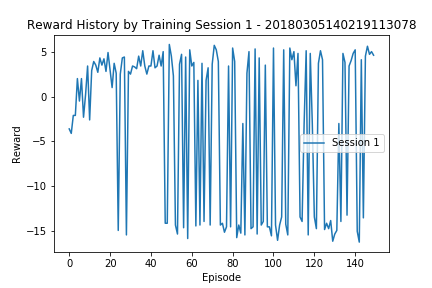 Reward History by Training Session 1 - 20180305140219113078
5
0
−5
−10
−15
Reward
Session 1
0 20 40 60 80 100 120 140
Episode